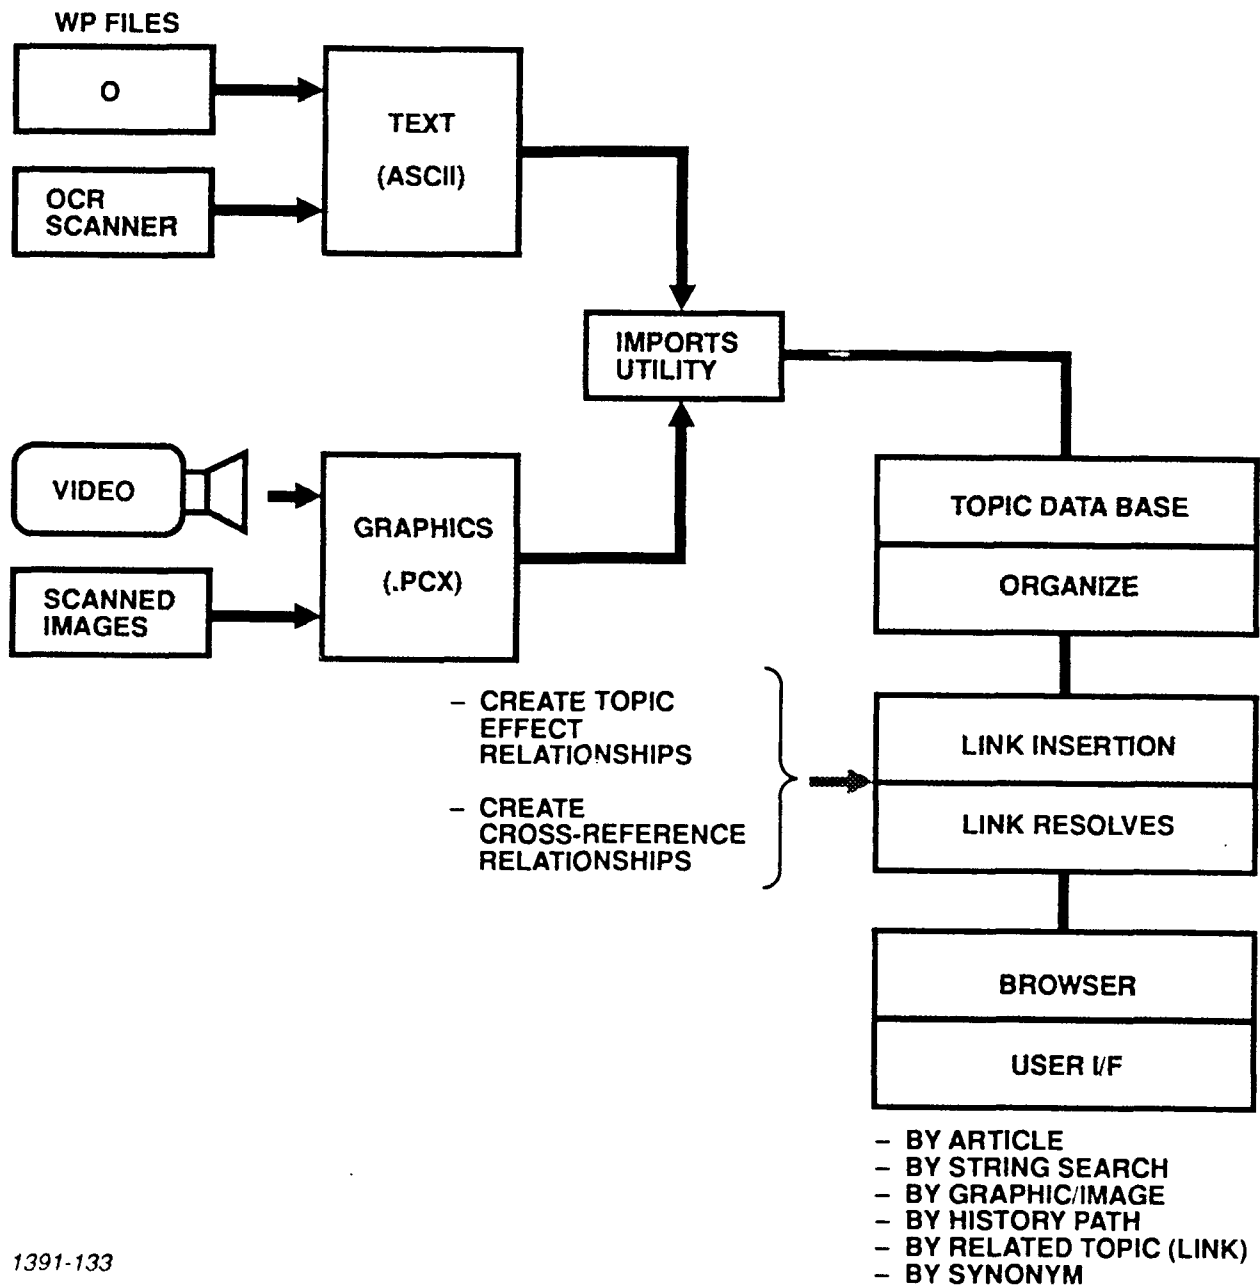 WP FILES
O
OCR
SCANNER
TEXT
(ASCII)
IMPORTS
UTILITY
VIDEO
SCANNED
IMAGES
GRAPHICS
(.PCX)
TOPIC DATA BASE
ORGANIZE
– CREATE TOPIC
EFFECT
RELATIONSHIPS
– CREATE
CROSS-REFERENCE
RELATIONSHIPS
LINK INSERTION
LINK RESOLVES
BROWSER
USER I/F
– BY ARTICLE
– BY STRING SEARCH
– BY GRAPHIC/IMAGE
– BY HISTORY PATH
– BY RELATED TOPIC (LINK)
– BY SYNONYM
1391-133